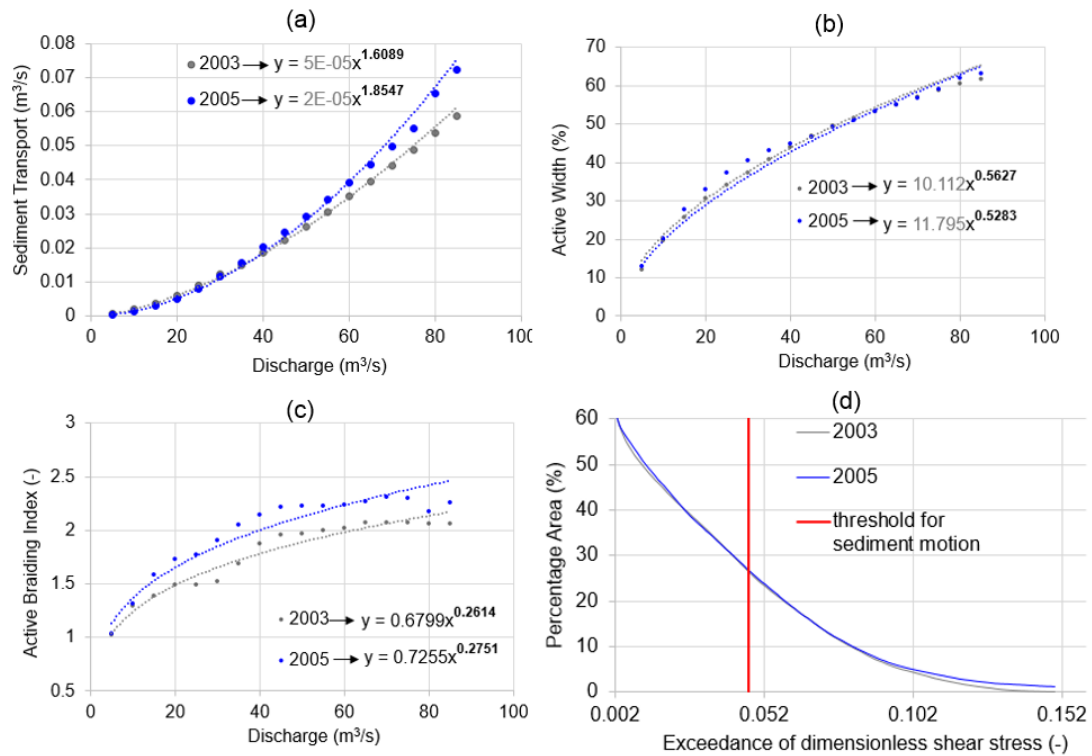 (a)
0.08
0.07
0.06
0.05
0.04
0.03
0.02
0.01
0
Sediment Transport (m³/s)
2003 → y = 5E-05x^1.6089
2005 → y = 2E-05x^1.8547
0 20 40 60 80 100
Discharge (m³/s)
(b)
70
60
50
40
30
20
10
0
Active Width (%)
2003 → y = 10.112x^0.5627
2005 → y = 11.795x^0.5283
0 20 40 60 80 100
Discharge (m³/s)
(c)
3
2.5
2
1.5
1
0.5
Active Braiding Index (-)
2003 → y = 0.6799x^0.2614
2005 → y = 0.7255x^0.2751
0 20 40 60 80 100
Discharge (m³/s)
(d)
60
50
40
30
20
10
0
Percentage Area (%)
2003
2005
threshold for
sediment motion
0.002 0.052 0.102 0.152
Exceedance of dimensionless shear stress (-)